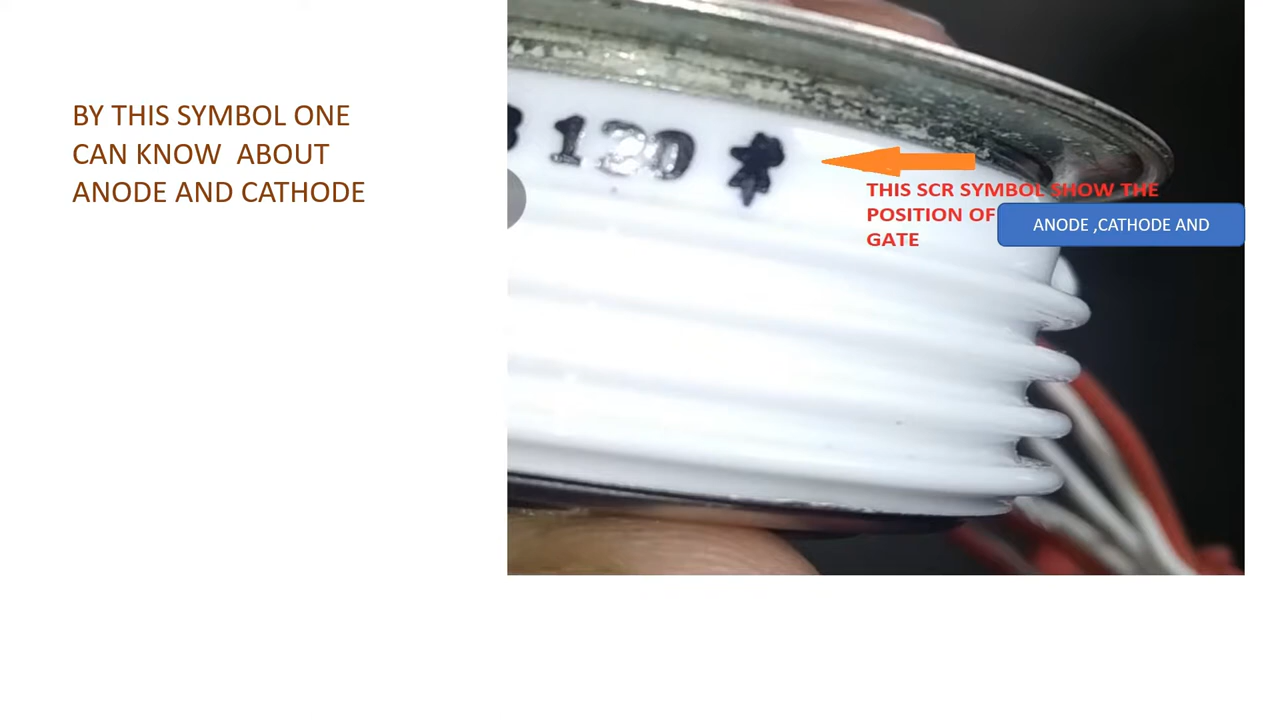 BY THIS SYMBOL ONE
CAN KNOW ABOUT
ANODE AND CATHODE
120
THIS SCR SYMBOL SHOW THE
POSITION OF
ANODE ,CATHODE AND
GATE